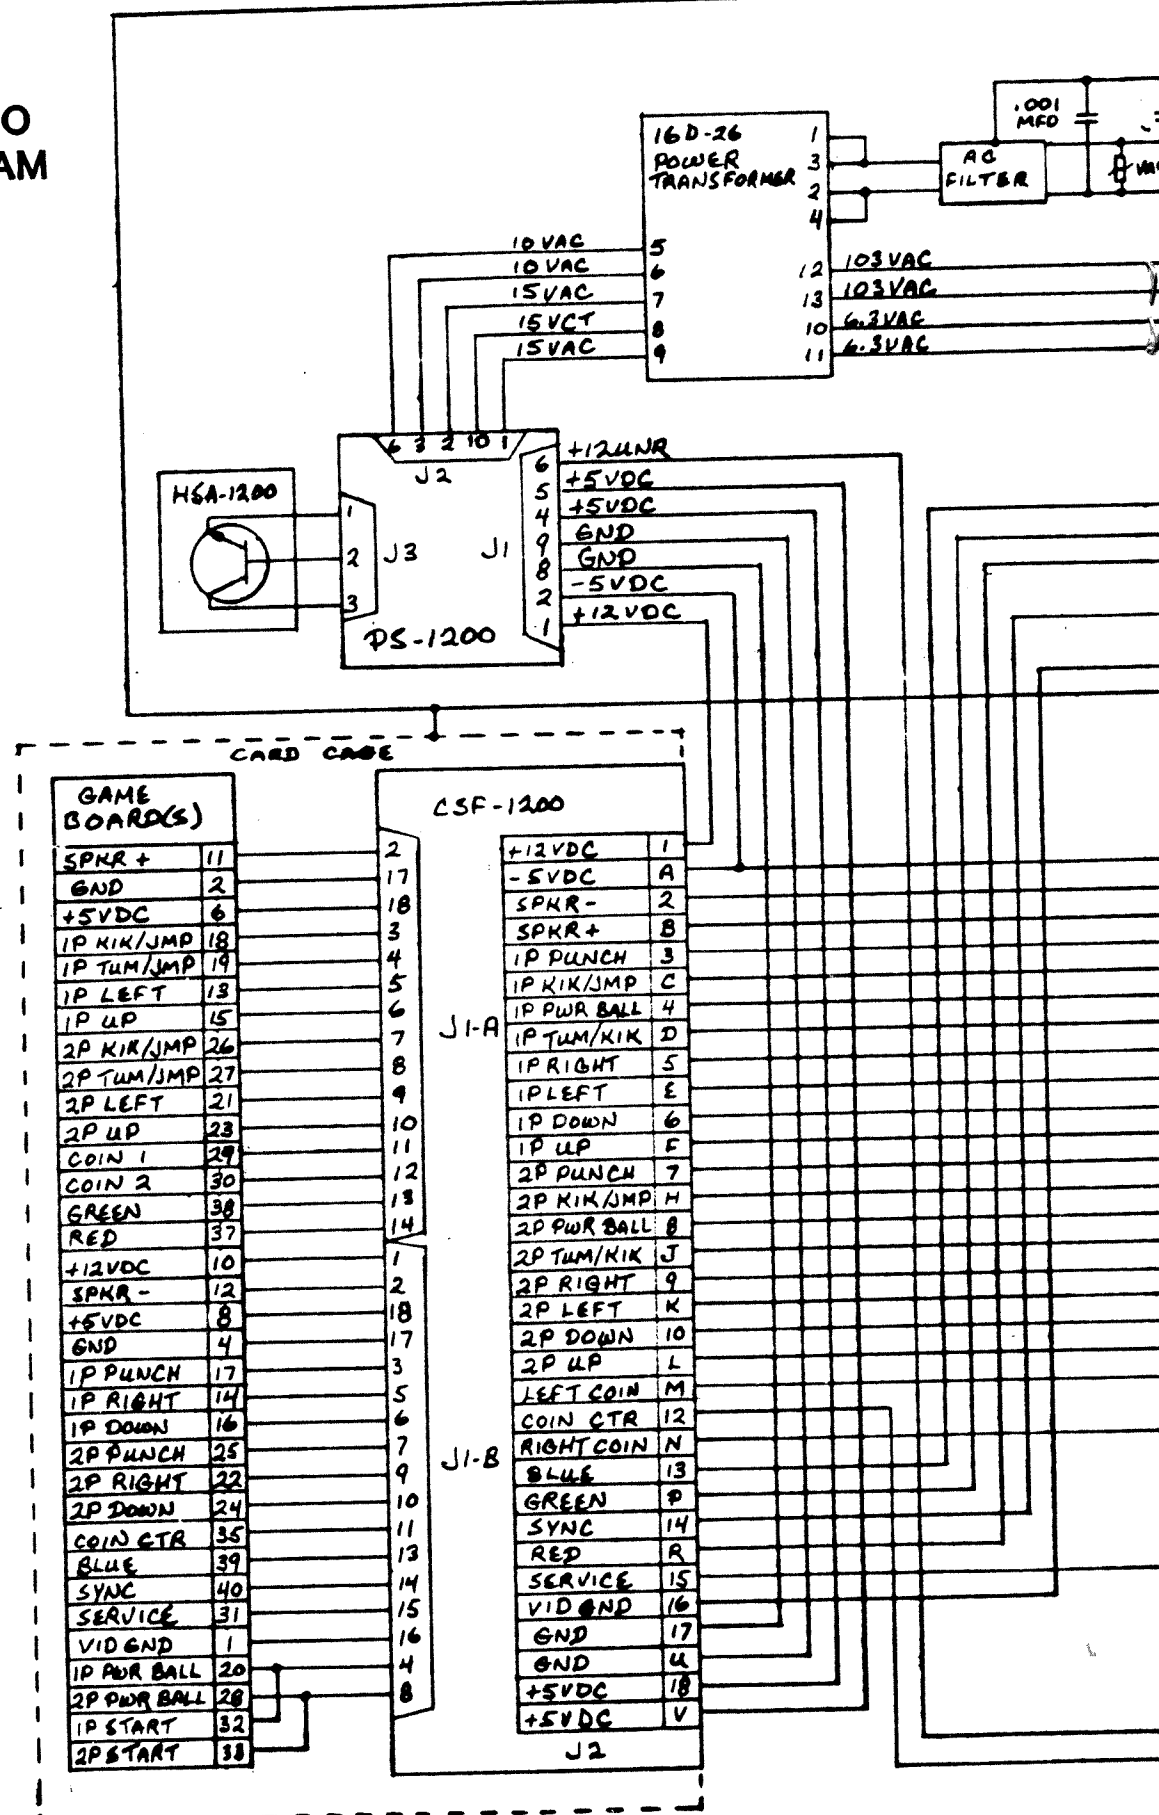 O
AM
16D-26
POWER
TRANSFORMER
1
3
2
4
5
6
7
8
9
12
13
10
11
.001
MFD
AC
FILTER
10 VAC
10 VAC
15 VAC
15 VCT
15 VAC
103 VAC
103 VAC
6.3 VAC
6.3 VAC
6 3 2 10 1
J2
HSA-1200
1
2
3
J3
J1
PS-1200
6 +12 UNR
5 +5 VDC
4 +5 VDC
9 GND
8 GND
2 -5 VDC
1 +12 VDC
CARD CAGE
GAME
BOARD(S)
SPKR + 11
GND 2
+5VDC 6
1P KIK/JMP 18
1P TUM/JMP 19
1P LEFT 13
1P UP 15
2P KIK/JMP 26
2P TUM/JMP 27
2P LEFT 21
2P UP 23
COIN 1 29
COIN 2 30
GREEN 38
RED 37
+12VDC 10
SPKR - 12
+5VDC 8
GND 4
1P PUNCH 17
1P RIGHT 14
1P DOWN 16
2P PUNCH 25
2P RIGHT 22
2P DOWN 24
COIN CTR 35
BLUE 39
SYNC 40
SERVICE 31
VID GND 1
1P PWR BALL 20
2P PWR BALL 28
1P START 32
2P START 33
CSF-1200
2
17
18
3
4
5
6
7
8
9
10
11
12
13
14
J1-A
1
2
18
17
3
5
6
7
9
10
11
13
14
15
16
4
8
J1-B
+12 VDC 1
-5VDC A
SPKR- 2
SPKR+ B
1P PUNCH 3
1P KIK/JMP C
1P PWR BALL 4
1P TUM/KIK D
1P RIGHT 5
1P LEFT E
1P DOWN 6
1P UP F
2P PUNCH 7
2P KIK/JMP H
2P PWR BALL 8
2P TUM/KIK J
2P RIGHT 9
2P LEFT K
2P DOWN 10
2P UP L
LEFT COIN M
COIN CTR 12
RIGHT COIN N
BLUE 13
GREEN P
SYNC 14
RED R
SERVICE 15
VID GND 16
GND 17
GND U
+5VDC 18
+5VDC V
J2